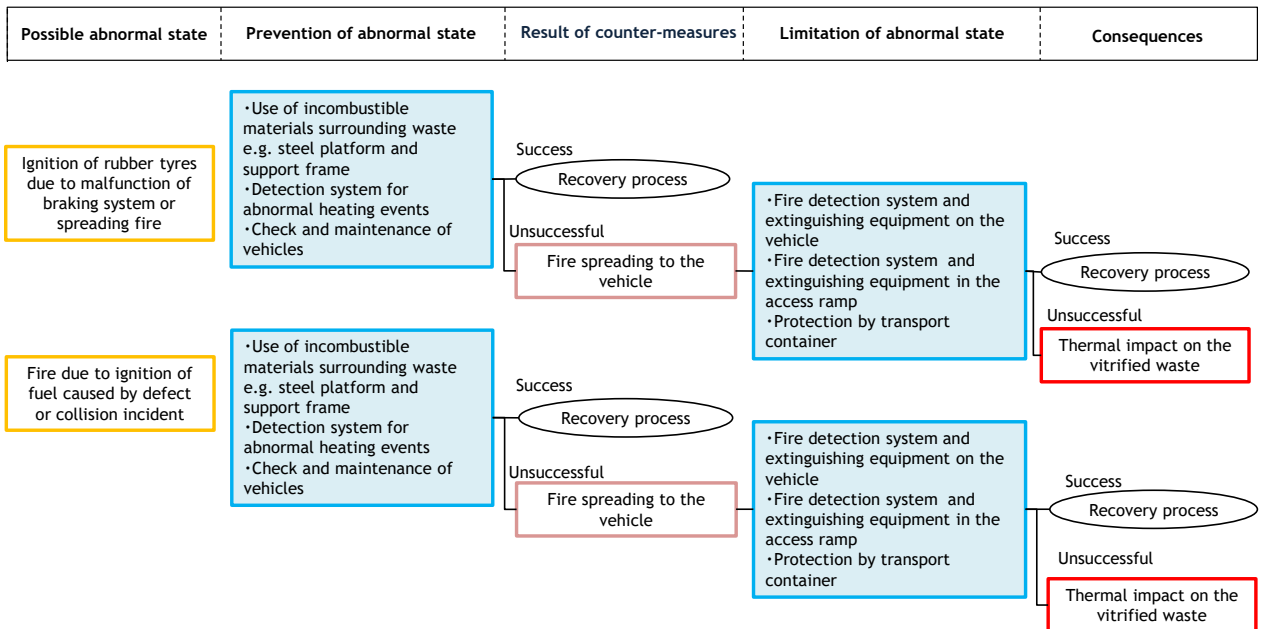 Possible abnormal state
Prevention of abnormal state
Result of counter-measures
Limitation of abnormal state
Consequences
Ignition of rubber tyres
due to malfunction of
braking system or
spreading fire
・Use of incombustible
materials surrounding waste
e.g. steel platform and
support frame
・Detection system for
abnormal heating events
・Check and maintenance of
vehicles
Success
Recovery process
Unsuccessful
Fire spreading to the
vehicle
・Fire detection system and
extinguishing equipment on the
vehicle
・Fire detection system and
extinguishing equipment in the
access ramp
・Protection by transport
container
Success
Recovery process
Unsuccessful
Thermal impact on the
vitrified waste
Fire due to ignition of
fuel caused by defect
or collision incident
・Use of incombustible
materials surrounding waste
e.g. steel platform and
support frame
・Detection system for
abnormal heating events
・Check and maintenance of
vehicles
Success
Recovery process
Unsuccessful
Fire spreading to the
vehicle
・Fire detection system and
extinguishing equipment on the
vehicle
・Fire detection system and
extinguishing equipment in the
access ramp
・Protection by transport
container
Success
Recovery process
Unsuccessful
Thermal impact on the
vitrified waste